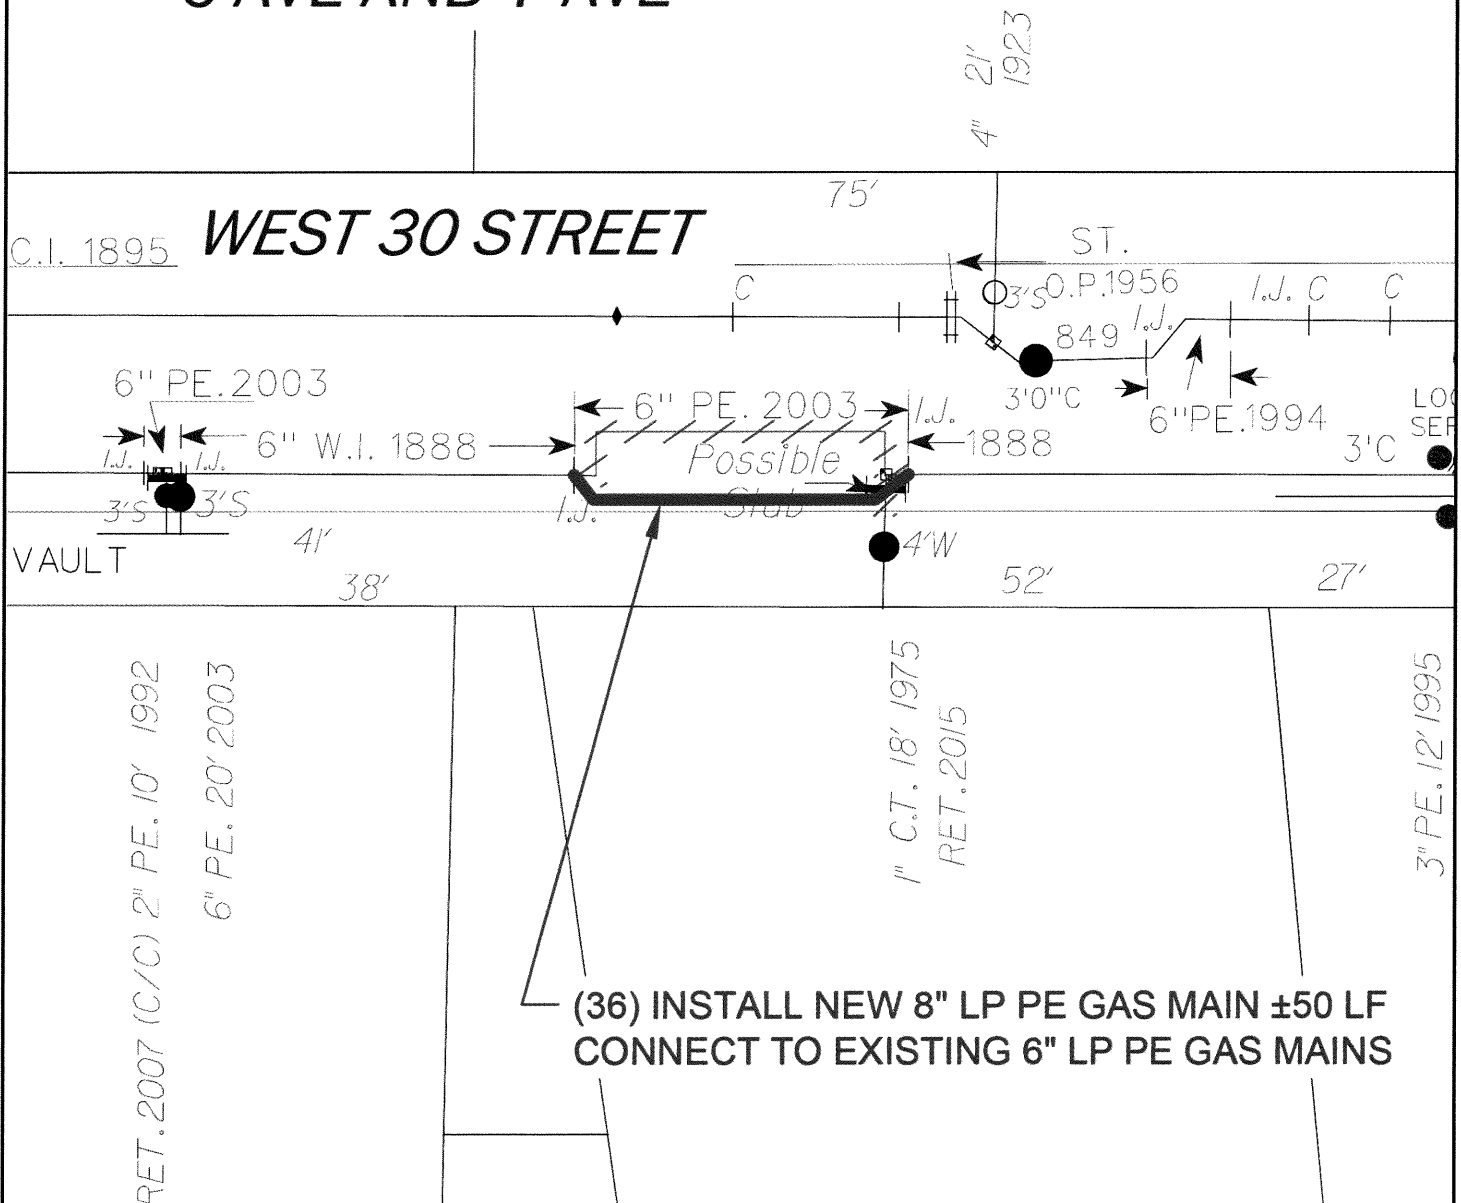 AVE AND AVE
4" 21'
1923
75'
WEST 30 STREET
C.I. 1895
ST.
O.P.1956
3'S
C
I.J. C
C
I.J.
849
3'0"C
6"PE.1994
6" PE.2003
6" PE. 2003
I.J.
6" W.I. 1888
1888
3'C
I.J.
I.J.
Possible
Stub
3'S
3'S
I.J.
VAULT
41'
4'W
38'
52'
27'
RET.2007 (C/C) 2" PE. 10' 1992
6" PE. 20' 2003
1" C.T. 18' 1975
RET.2015
3" PE. 12' 1995
(36) INSTALL NEW 8" LP PE GAS MAIN ±50 LF
CONNECT TO EXISTING 6" LP PE GAS MAINS